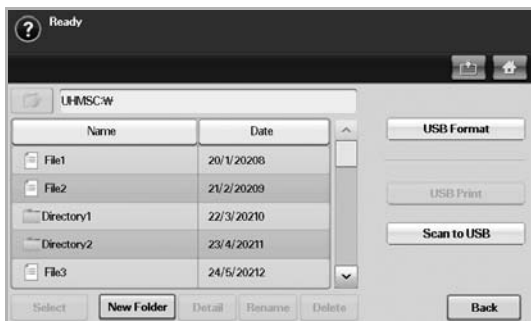 ?
Ready
UHMSC:₩
Name Date
File1 20/1/20208
File2 21/2/20209
Directory1 22/3/20210
Directory2 23/4/20211
File3 24/5/20212
USB Format
USB Print
Scan to USB
Select New Folder Detail Rename Delete Back